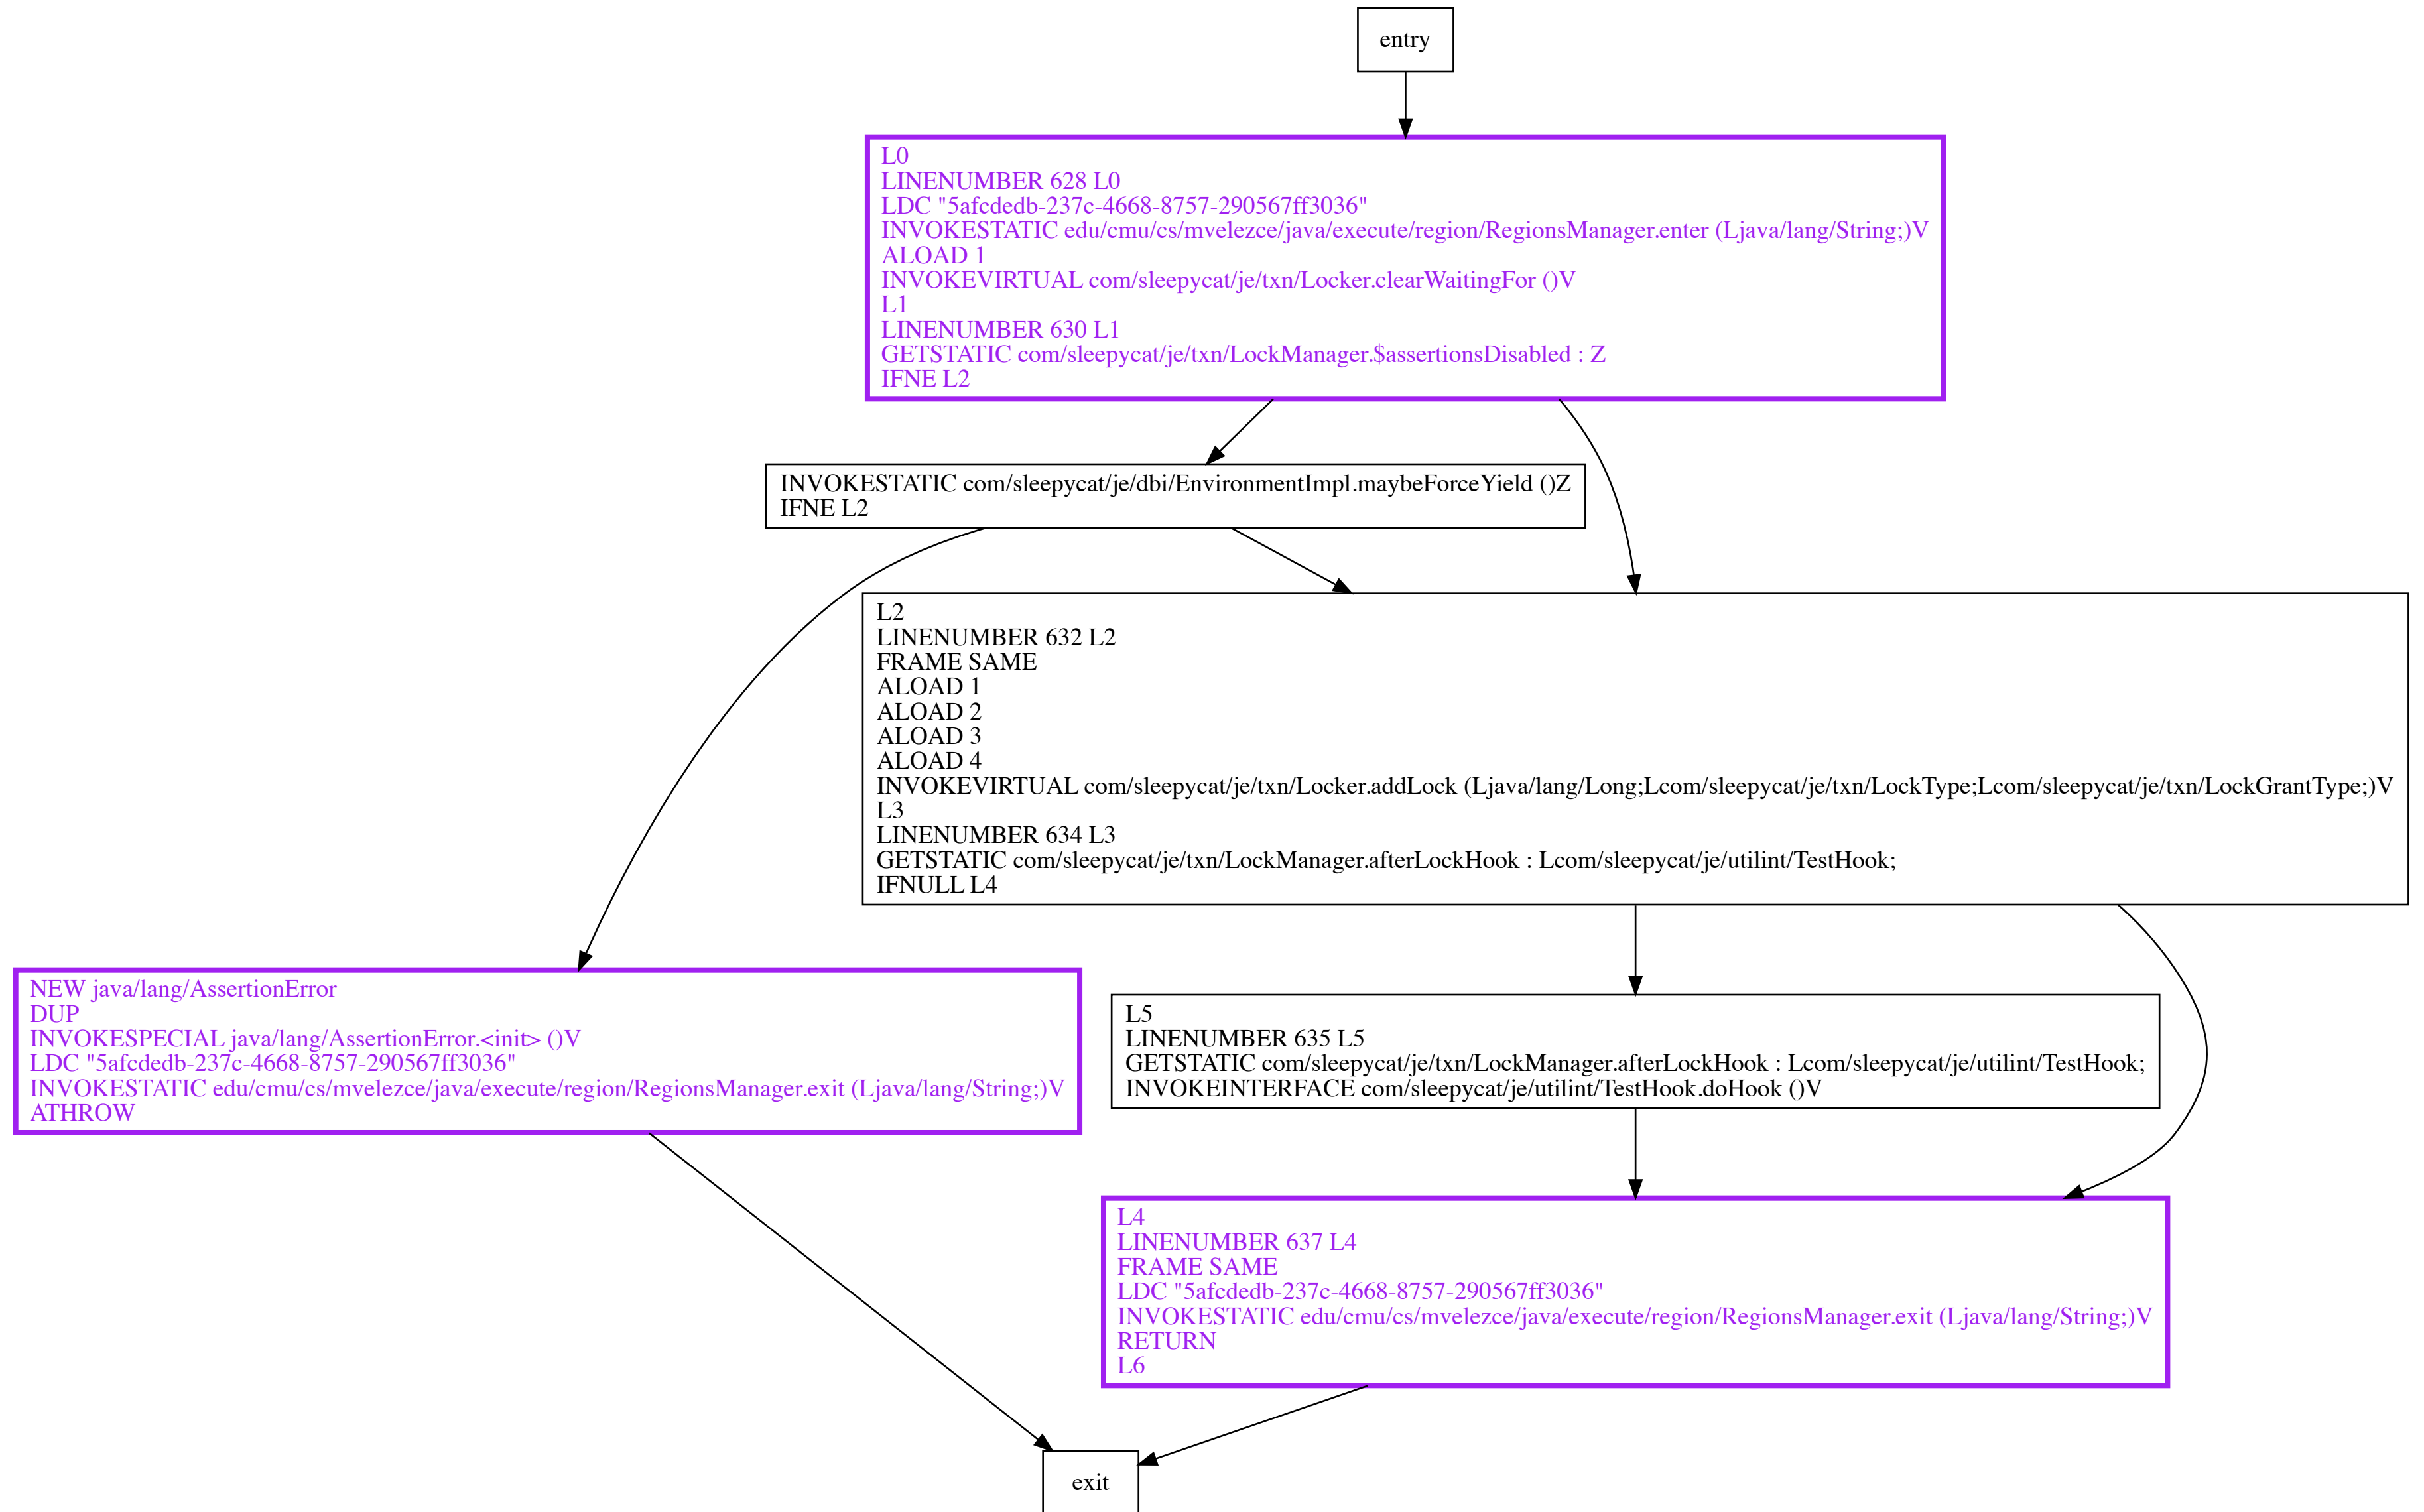 entry
L0
LINENUMBER 628 L0
LDC "5afcdedb-237c-4668-8757-290567ff3036"
INVOKESTATIC edu/cmu/cs/mvelezce/java/execute/region/RegionsManager.enter (Ljava/lang/String;)V
ALOAD 1
INVOKEVIRTUAL com/sleepycat/je/txn/Locker.clearWaitingFor ()V
L1
LINENUMBER 630 L1
GETSTATIC com/sleepycat/je/txn/LockManager.$assertionsDisabled : Z
IFNE L2
INVOKESTATIC com/sleepycat/je/dbi/EnvironmentImpl.maybeForceYield ()Z
IFNE L2
L2
LINENUMBER 632 L2
FRAME SAME
ALOAD 1
ALOAD 2
ALOAD 3
ALOAD 4
INVOKEVIRTUAL com/sleepycat/je/txn/Locker.addLock (Ljava/lang/Long;Lcom/sleepycat/je/txn/LockType;Lcom/sleepycat/je/txn/LockGrantType;)V
L3
LINENUMBER 634 L3
GETSTATIC com/sleepycat/je/txn/LockManager.afterLockHook : Lcom/sleepycat/je/utilint/TestHook;
IFNULL L4
NEW java/lang/AssertionError
DUP
INVOKESPECIAL java/lang/AssertionError.<init> ()V
LDC "5afcdedb-237c-4668-8757-290567ff3036"
INVOKESTATIC edu/cmu/cs/mvelezce/java/execute/region/RegionsManager.exit (Ljava/lang/String;)V
ATHROW
L5
LINENUMBER 635 L5
GETSTATIC com/sleepycat/je/txn/LockManager.afterLockHook : Lcom/sleepycat/je/utilint/TestHook;
INVOKEINTERFACE com/sleepycat/je/utilint/TestHook.doHook ()V
L4
LINENUMBER 637 L4
FRAME SAME
LDC "5afcdedb-237c-4668-8757-290567ff3036"
INVOKESTATIC edu/cmu/cs/mvelezce/java/execute/region/RegionsManager.exit (Ljava/lang/String;)V
RETURN
L6
exit